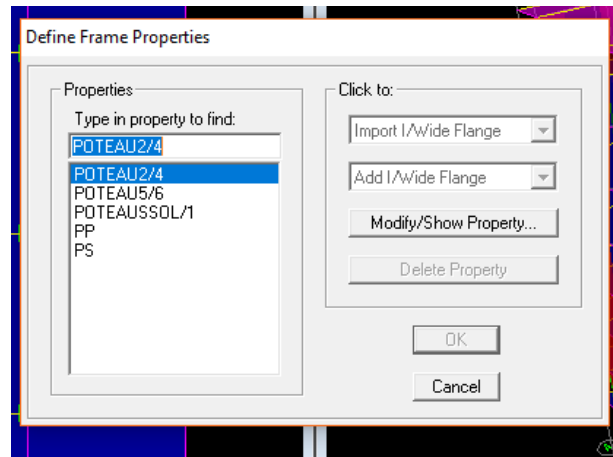 Define Frame Properties
Properties
Type in property to find:
POTEAU2/4
POTEAU2/4
POTEAU5/6
POTEAUSSOL/1
PP
PS
Click to:
Import I/Wide Flange
Add I/Wide Flange
Modify/Show Property...
Delete Property
OK
Cancel